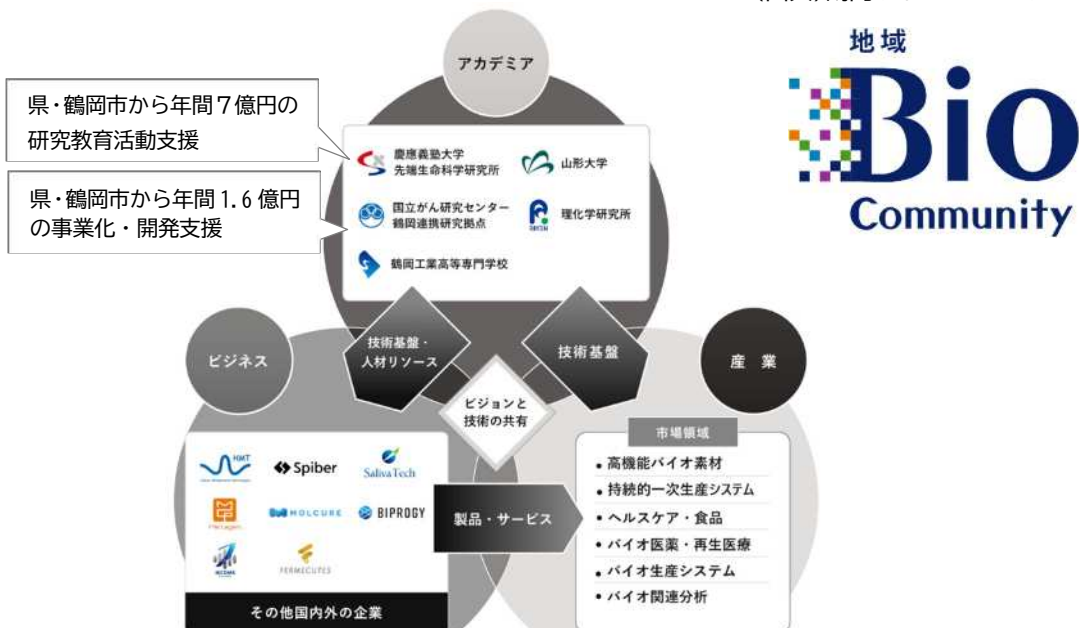 地域
Bio
Community
アカデミア
県・鶴岡市から年間７億円の
研究教育活動支援
県・鶴岡市から年間1.6億円
の事業化・開発支援
慶應義塾大学
先端生命科学研究所
山形大学
国立がん研究センター
鶴岡連携研究拠点
理化学研究所
鶴岡工業高等専門学校
ビジネス
技術基盤・
人材リソース
技術基盤
産 業
ビジョンと
技術の共有
HMT
Spiber
SalivaTech
MOLCURE
BIPROGY
FERMECUTES
その他国内外の企業
製品・サービス
市場領域
• 高機能バイオ素材
• 持続的一次生産システム
• ヘルスケア・食品
• バイオ医薬・再生医療
• バイオ生産システム
• バイオ関連分析